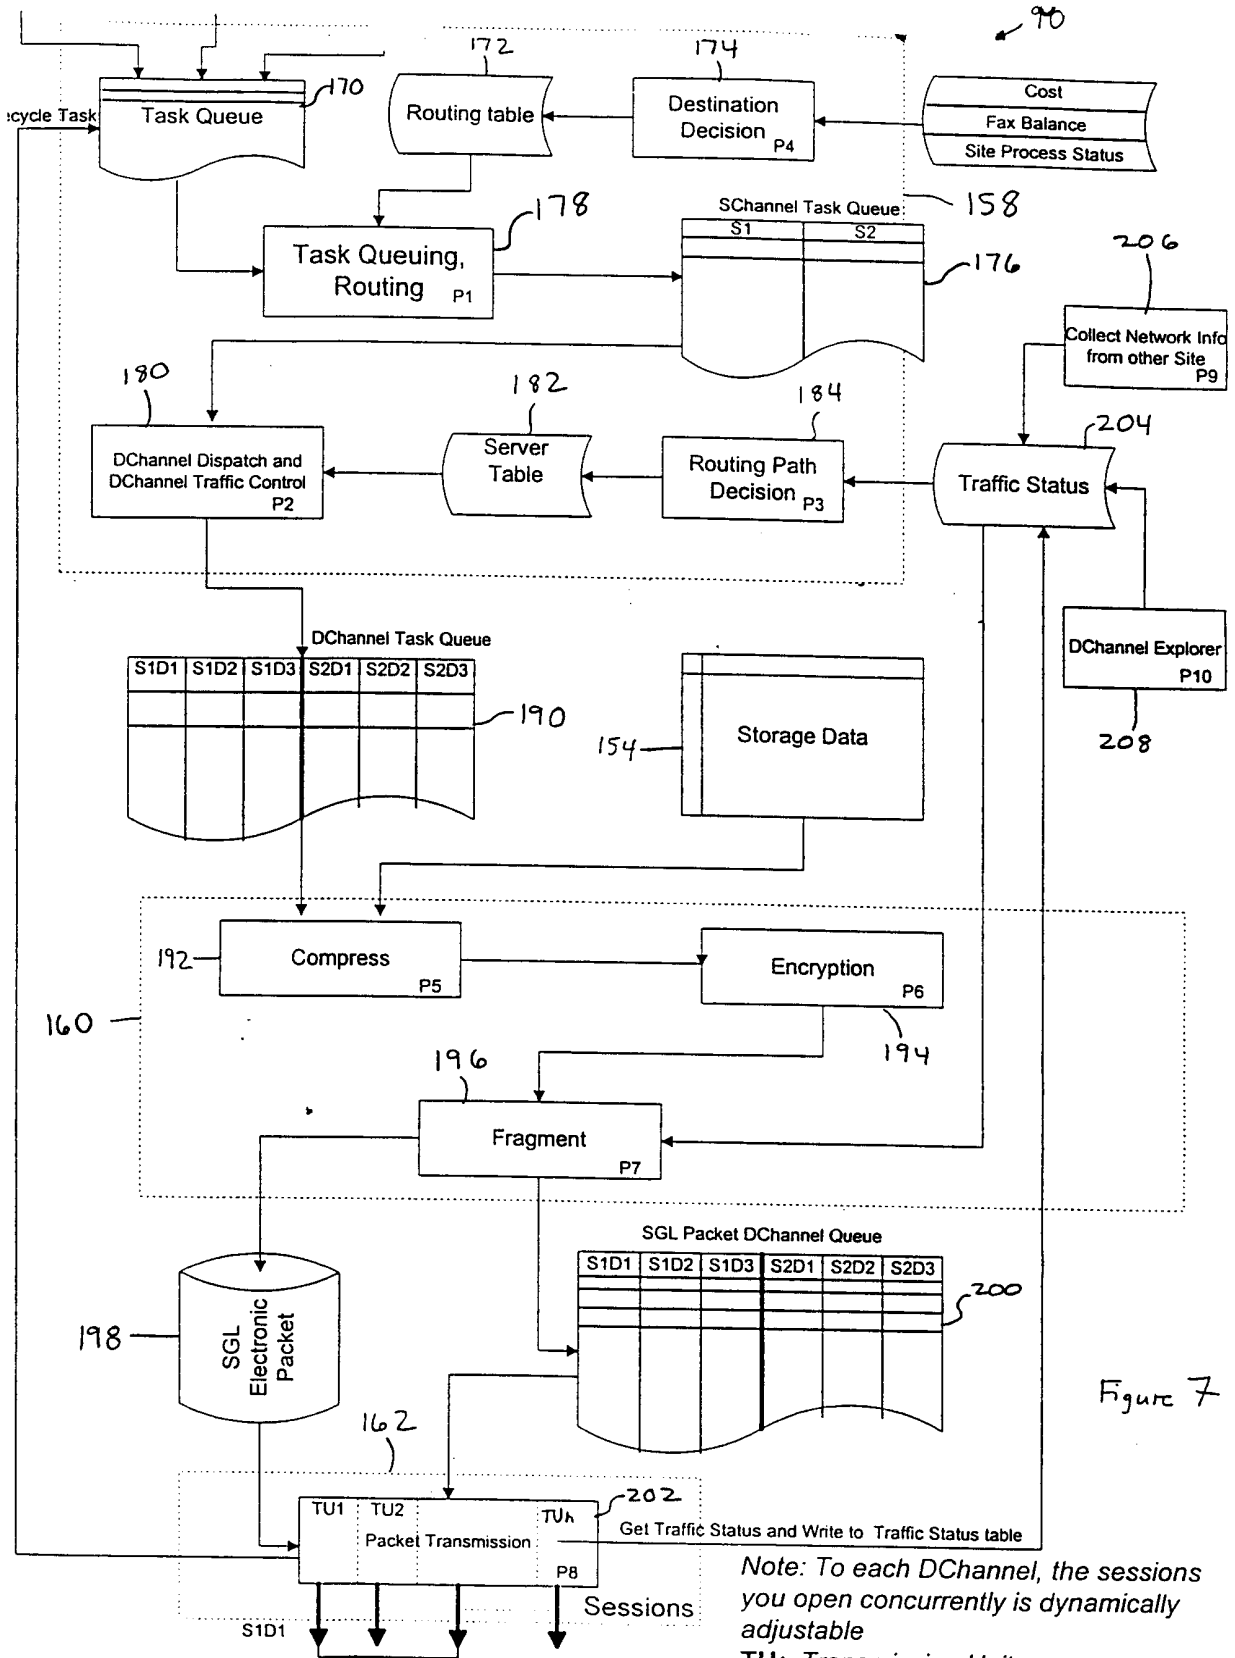 90
172
174
170
Cost
Routing table
Destination
Decision
P4
ecycle Task
Task Queue
Fax Balance
Site Process Status
178
SChannel Task Queue
158
S1 S2
206
Task Queuing,
Routing
P1
176
Collect Network Info
from other Site
P9
180
182
184
204
Server
Table
DChannel Dispatch and
DChannel Traffic Control
P2
Routing Path
Decision
P3
Traffic Status
DChannel Task Queue
DChannel Explorer
P10
S1D1 S1D2 S1D3 S2D1 S2D2 S2D3
190
154
Storage Data
208
192
Compress
P5
Encryption
P6
160
194
196
Fragment
P7
SGL Packet DChannel Queue
S1D1 S1D2 S1D3 S2D1 S2D2 S2D3
200
198
SGL
Electronic
Packet
Figure 7
162
202
TU1 TU2 TUn
Packet Transmission
P8
Get Traffic Status and Write to Traffic Status table
Note: To each DChannel, the sessions
you open concurrently is dynamically
adjustable
Sessions
S1D1
TU: Transmission Unit